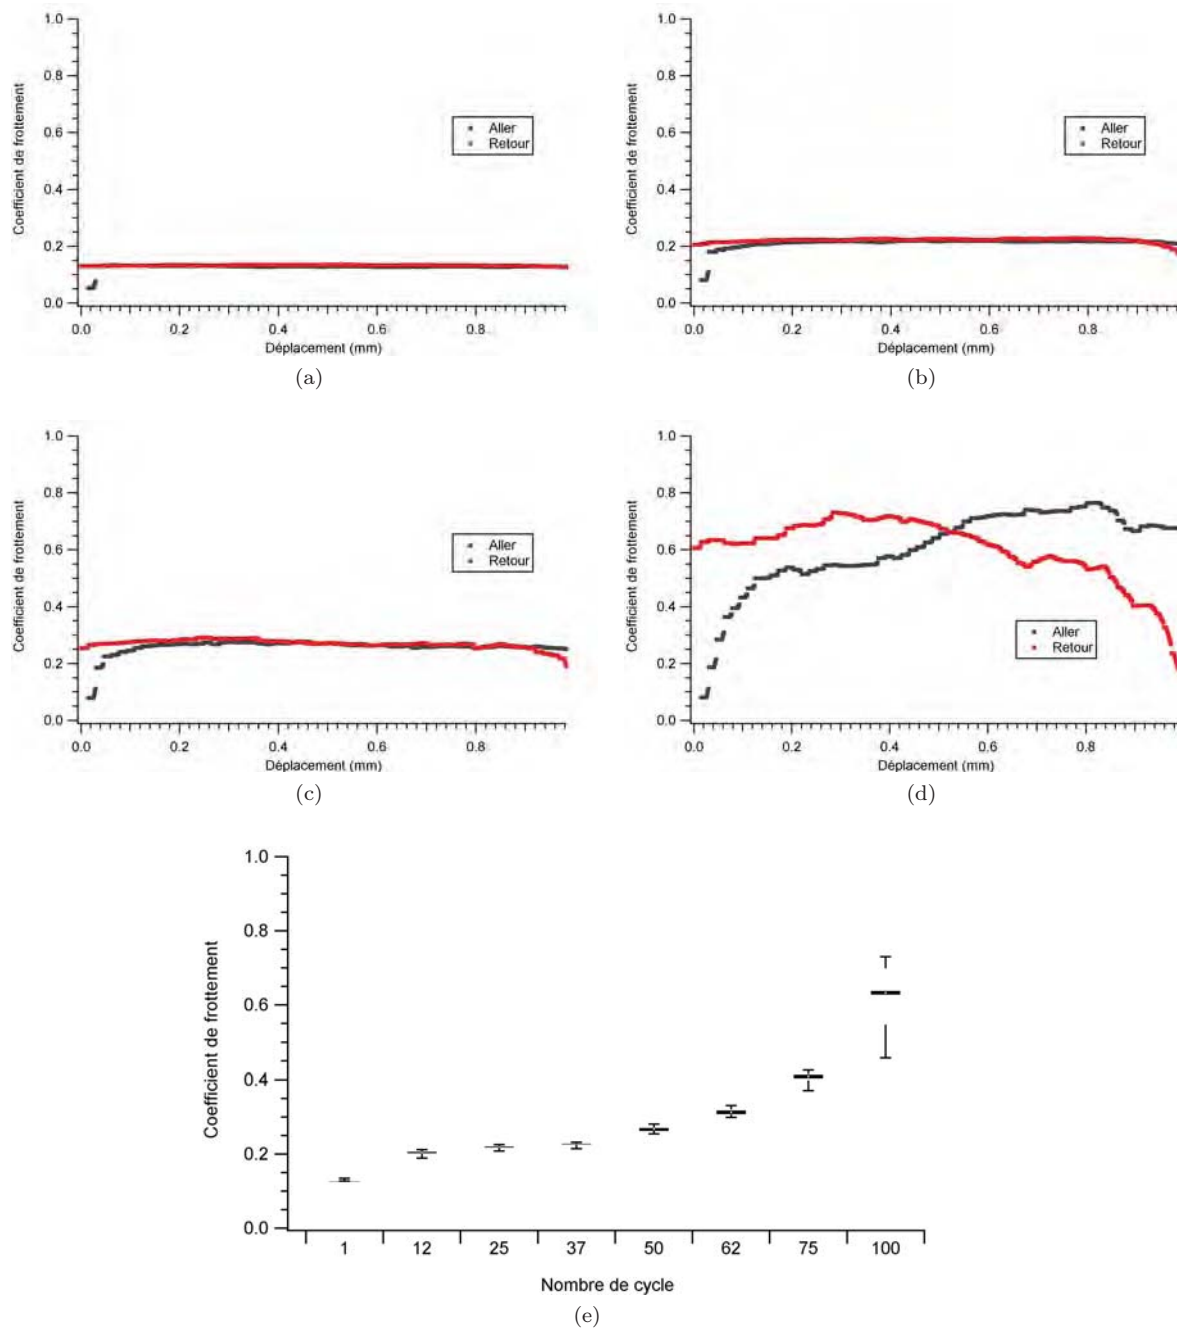 1.0
0.8
0.6
0.4
0.2
0.0
Coefficient de frottement
Aller
Retour
0.0 0.2 0.4 0.6 0.8
Déplacement (mm)
(a)
1.0
0.8
0.6
0.4
0.2
0.0
Coefficient de frottement
Aller
Retour
0.0 0.2 0.4 0.6 0.8
Déplacement (mm)
(b)
1.0
0.8
0.6
0.4
0.2
0.0
Coefficient de frottement
Aller
Retour
0.0 0.2 0.4 0.6 0.8
Déplacement (mm)
(c)
1.0
0.8
0.6
0.4
0.2
0.0
Coefficient de frottement
Aller
Retour
0.0 0.2 0.4 0.6 0.8
Déplacement (mm)
(d)
1.0
0.8
0.6
0.4
0.2
0.0
Coefficient de frottement
1 12 25 37 50 62 75 100
Nombre de cycle
(e)